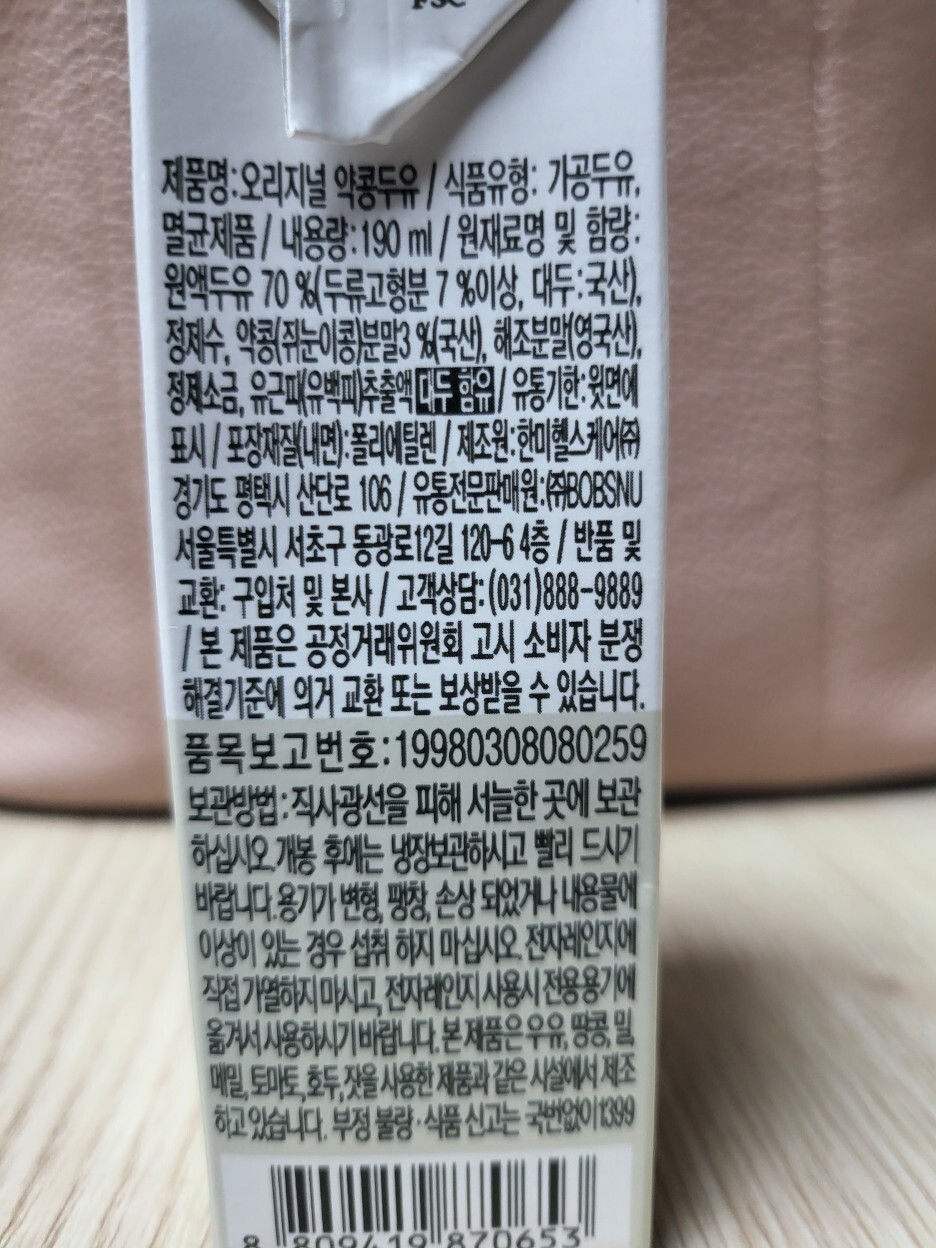 FSC
제품명:오리지널 약콩두유 / 식품유형: 가공두유,
멸균제품 / 내용량:190 ml / 원재료명 및 함량:
원액두유 70 %(두류고형분 7 %이상, 대두:국산),
정제수, 약콩(쥐눈이콩)분말3 %(국산), 해조분말(영국산),
정제소금, 유근피(유백피)추출액 대두 함유 / 유통기한:윗면에
표시 / 포장재질(내면):폴리에틸렌 / 제조원:한미헬스케어㈜
경기도 평택시 산단로 106 / 유통전문판매원:㈜BOBSNU
서울특별시 서초구 동광로12길 120-6 4층 / 반품 및
교환: 구입처 및 본사 / 고객상담:(031)888-9889
/ 본 제품은 공정거래위원회 고시 소비자 분쟁
해결기준에 의거 교환 또는 보상받을 수 있습니다.
품목보고번호:19980308080259
보관방법:직사광선을 피해 서늘한 곳에 보관
하십시오.개봉 후에는 냉장보관하시고 빨리 드시기
바랍니다.용기가 변형, 팽창, 손상 되었거나 내용물에
이상이 있는 경우 섭취 하지 마십시오. 전자레인지에
직접 가열하지 마시고, 전자레인지 사용시 전용 용기에
옮겨서 사용하시기 바랍니다. 본 제품은 우유, 땅콩, 밀,
메밀, 토마토, 호두, 잣을 사용한 제품과 같은 시설에서 제조
하고 있습니다. 부정·불량·식품 신고는 국번없이 1399
8 809419 870653